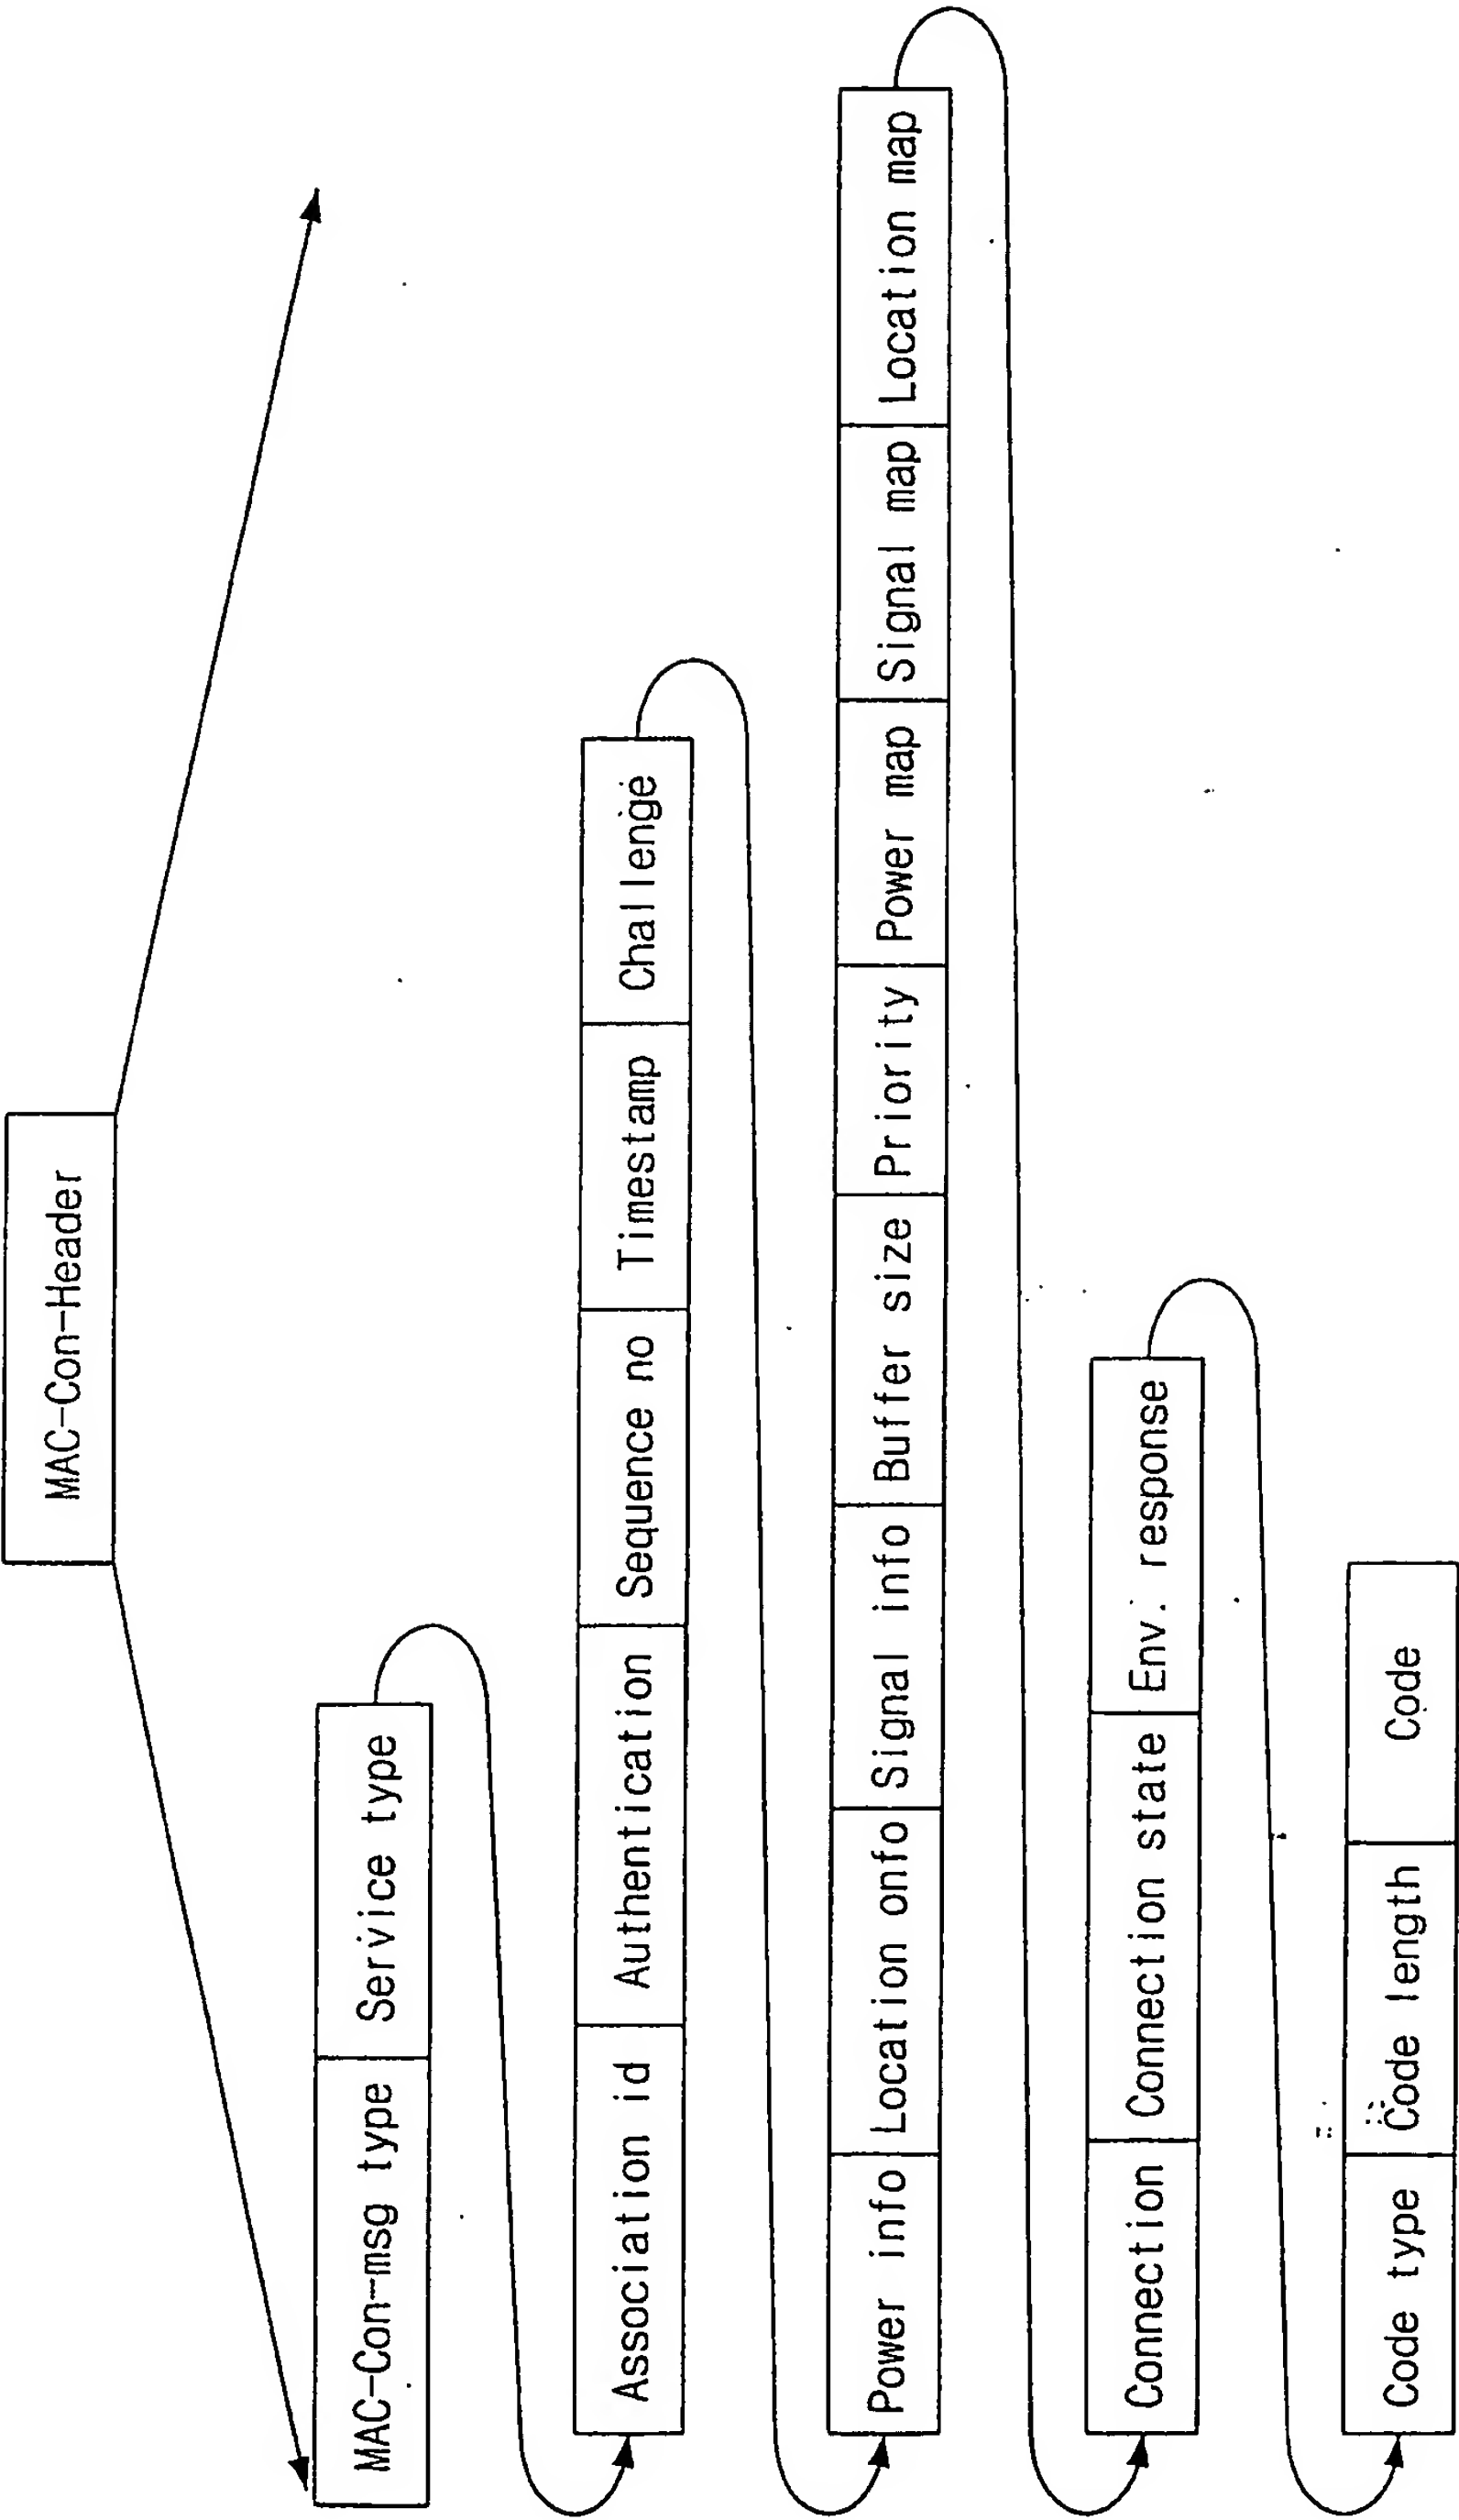 MAC-Con-Header
MAC-Con-msg type Service type
Association id Authentication Sequence no Timestamp Challenge
Power info Location onfo Signal info Buffer size Priority Power map Signal map Location map
Connection Connection state Env. response
Code type Code length Code